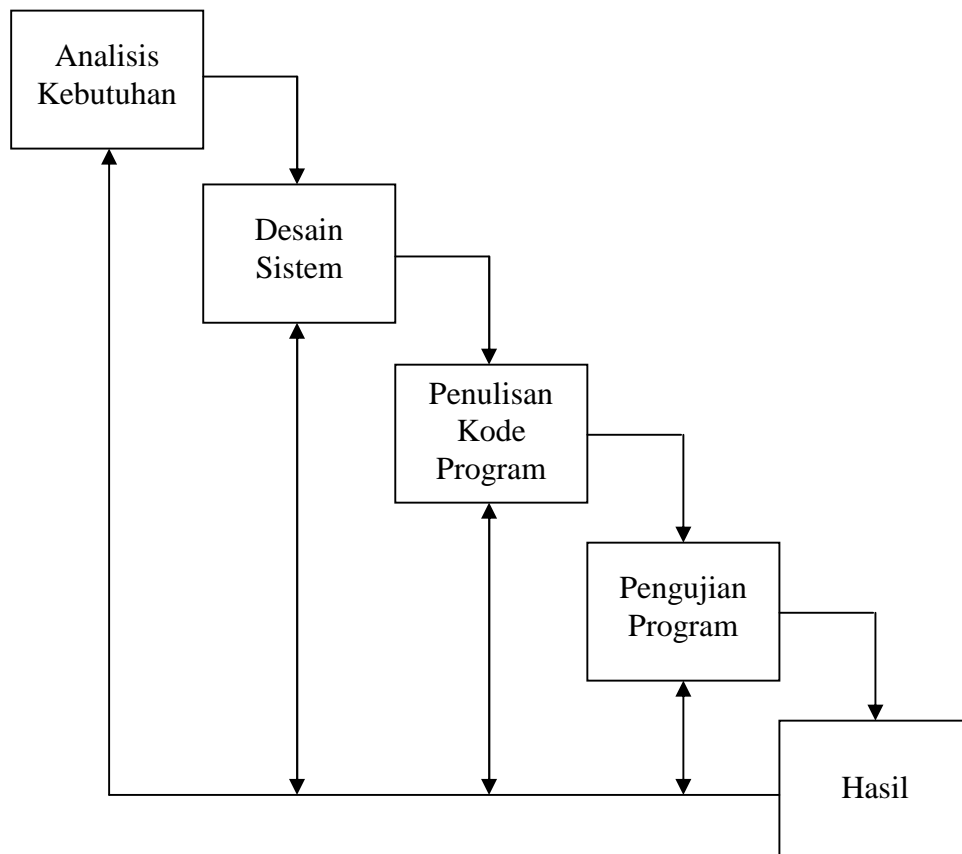 Analisis
Kebutuhan
Desain
Sistem
Penulisan
Kode
Program
Pengujian
Program
Hasil